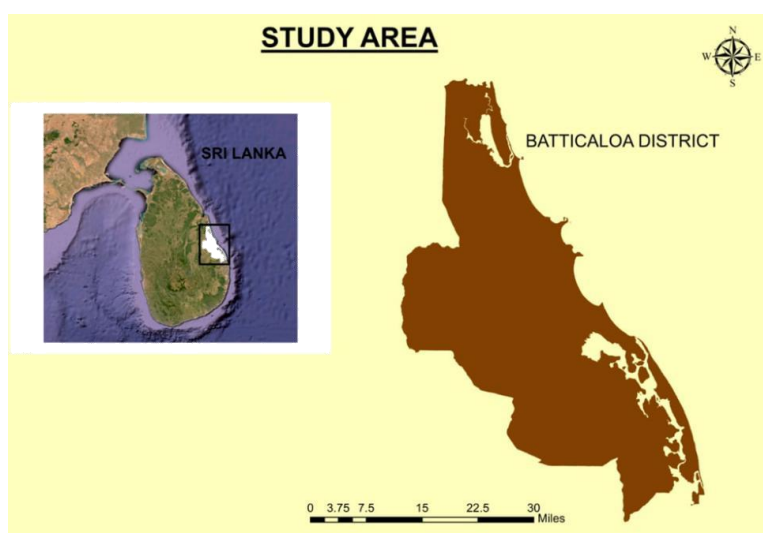 STUDY AREA
N
W E
S
SRI LANKA
BATTICALOA DISTRICT
0 3.75 7.5 15 22.5 30
Miles